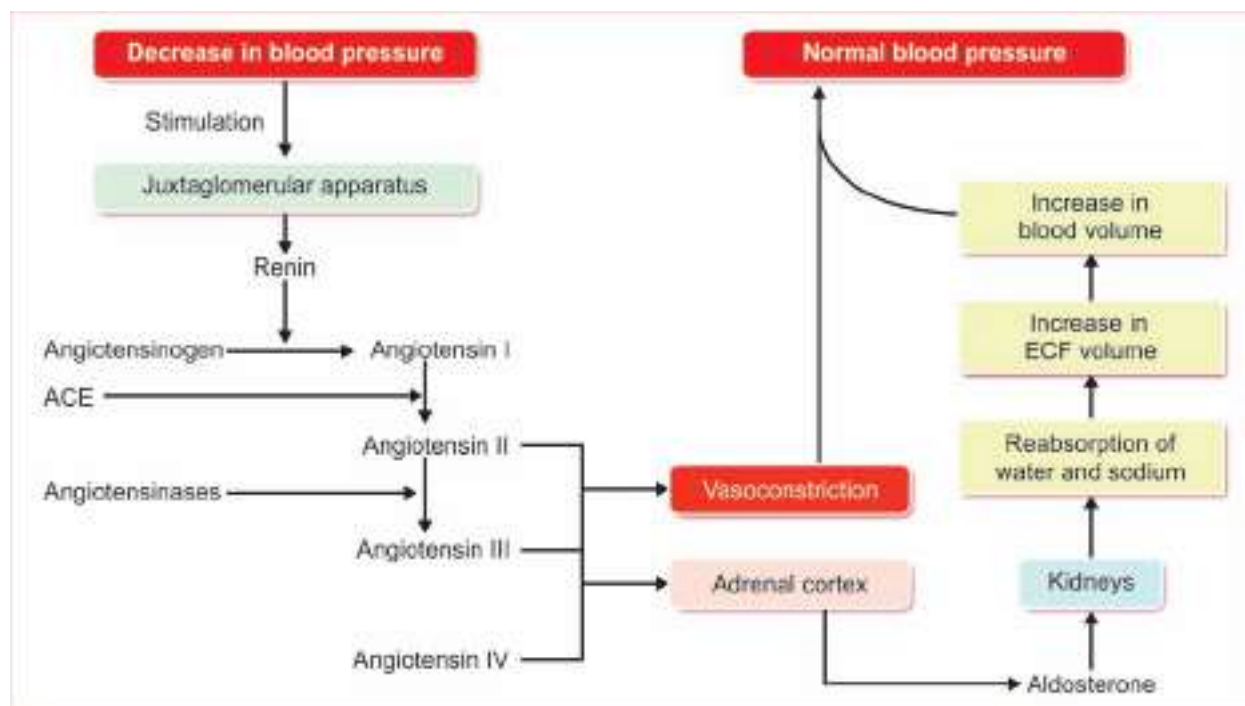 Decrease in blood pressure
Stimulation
Juxtaglomerular apparatus
Renin
Angiotensinogen
Angiotensin I
ACE
Angiotensin II
Angiotensinases
Angiotensin III
Angiotensin IV
Vasoconstriction
Adrenal cortex
Aldosterone
Kidneys
Reabsorption of
water and sodium
Increase in
ECF volume
Increase in
blood volume
Normal blood pressure